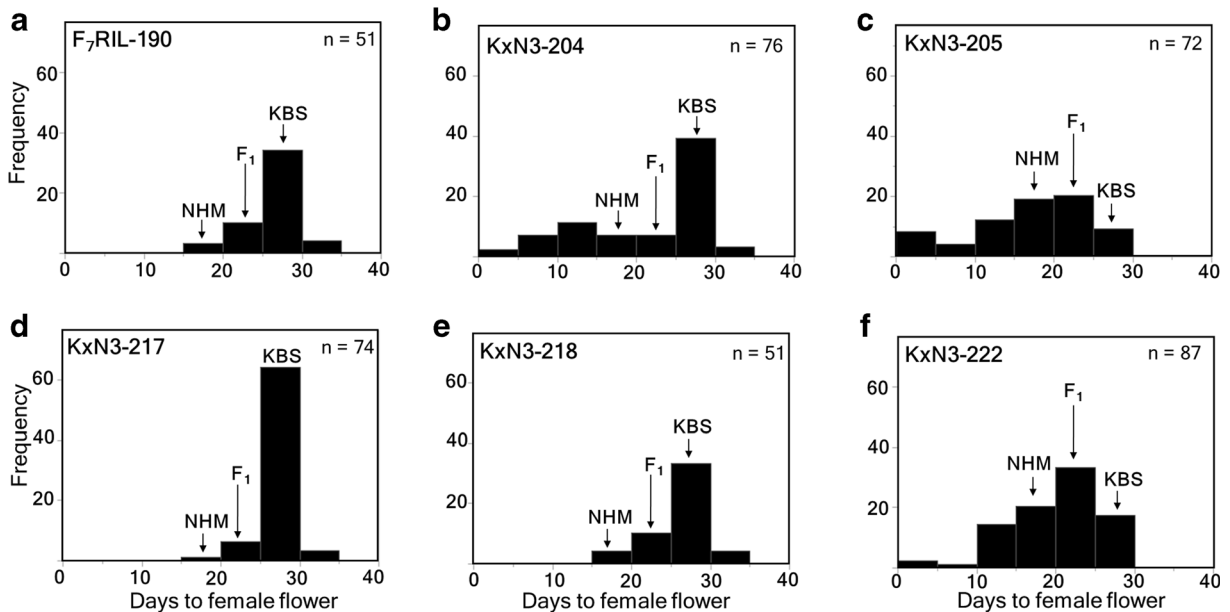 a
F₇RIL-190
n = 51
Frequency
60
40
20
NHM
F₁
KBS
0 10 20 30 40
b
KxN3-204
n = 76
60
40
20
NHM
F₁
KBS
0 10 20 30 40
c
KxN3-205
n = 72
60
40
20
NHM
F₁
KBS
0 10 20 30 40
d
KxN3-217
n = 74
Frequency
60
40
20
NHM
F₁
KBS
0 10 20 30 40
Days to female flower
e
KxN3-218
n = 51
60
40
20
NHM
F₁
KBS
0 10 20 30 40
Days to female flower
f
KxN3-222
n = 87
60
40
20
NHM
F₁
KBS
0 10 20 30 40
Days to female flower